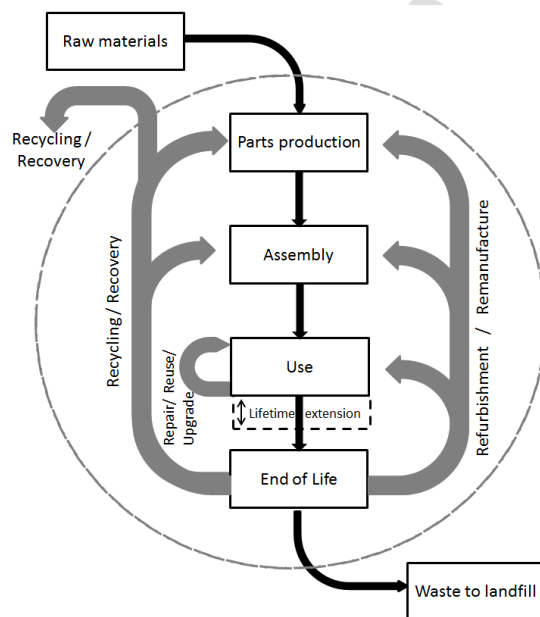 Raw materials
Recycling /
Recovery
Parts production
Assembly
Recycling / Recovery
Refurbishment / Remanufacture
Use
Repair/ Reuse/
Upgrade
Lifetime extension
End of Life
Waste to landfill